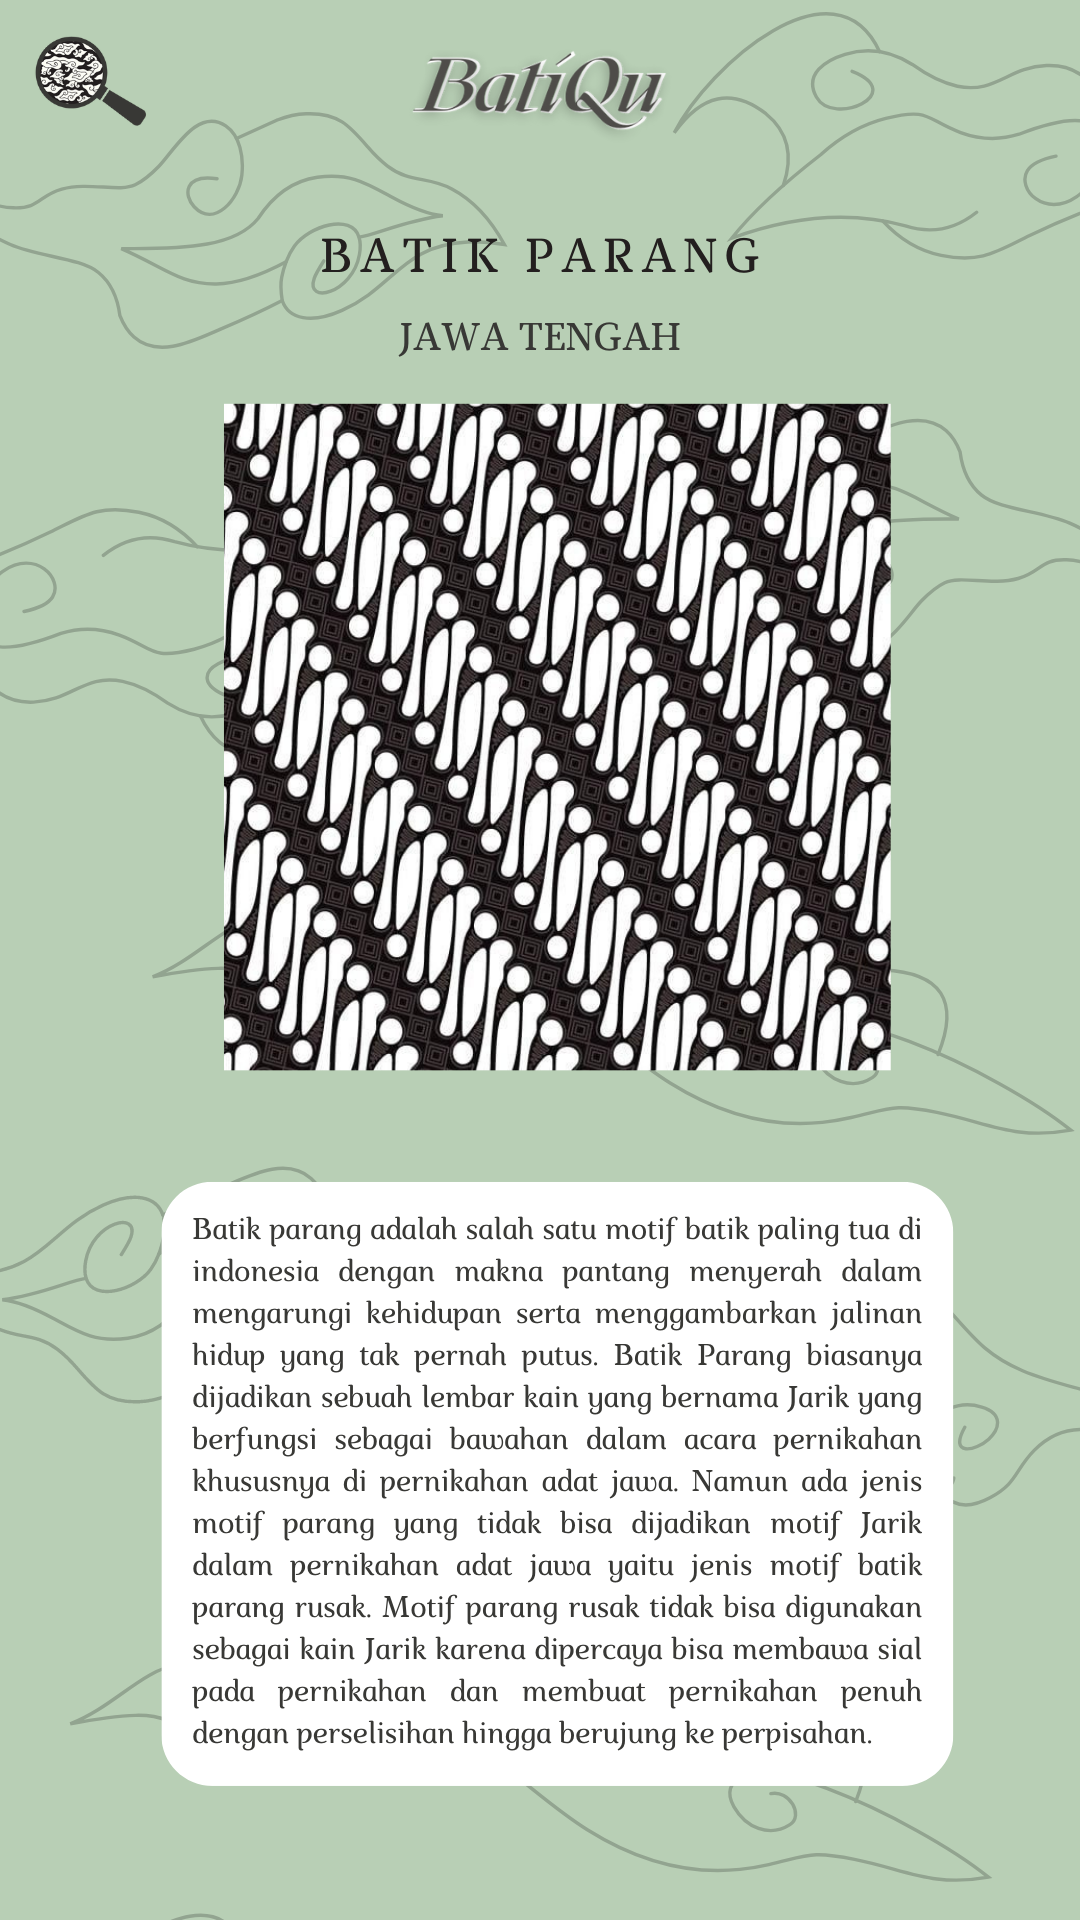 BatiQu
BATIK PARANG
JAWA TENGAH
Batik parang adalah salah satu motif batik paling tua di
indonesia dengan makna pantang menyerah dalam
mengarungi kehidupan serta menggambarkan jalinan
hidup yang tak pernah putus. Batik Parang biasanya
dijadikan sebuah lembar kain yang bernama Jarik yang
berfungsi sebagai bawahan dalam acara pernikahan
khususnya di pernikahan adat jawa. Namun ada jenis
motif parang yang tidak bisa dijadikan motif Jarik
dalam pernikahan adat jawa yaitu jenis motif batik
parang rusak. Motif parang rusak tidak bisa digunakan
sebagai kain Jarik karena dipercaya bisa membawa sial
pada pernikahan dan membuat pernikahan penuh
dengan perselisihan hingga berujung ke perpisahan.